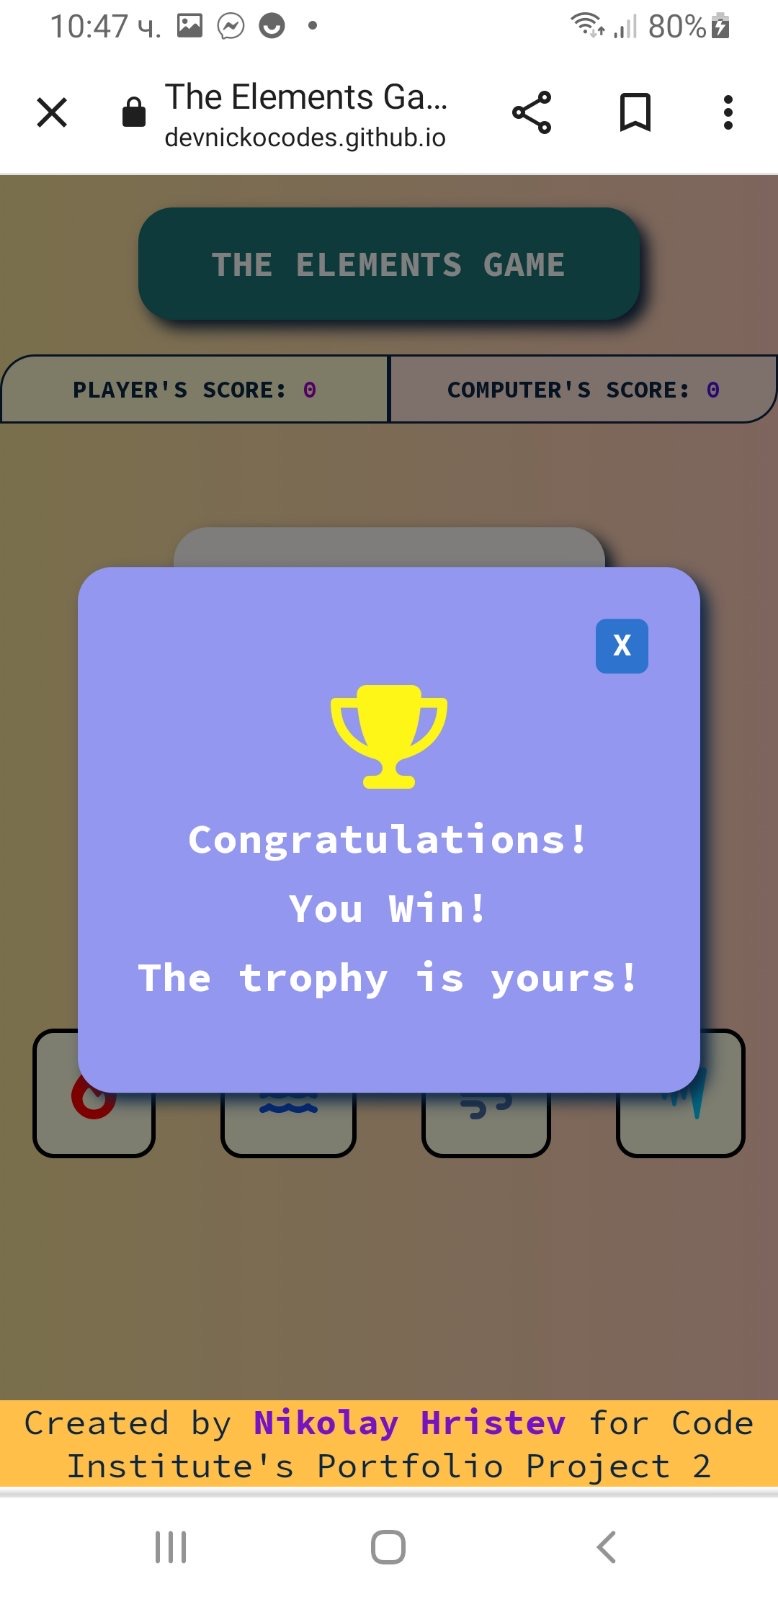 10:47 ч.
80%
The Elements Ga...
devnickocodes.github.io
THE ELEMENTS GAME
PLAYER'S SCORE: 0
COMPUTER'S SCORE: 0
X
Congratulations!
You Win!
The trophy is yours!
Created by Nikolay Hristev for Code
Institute's Portfolio Project 2